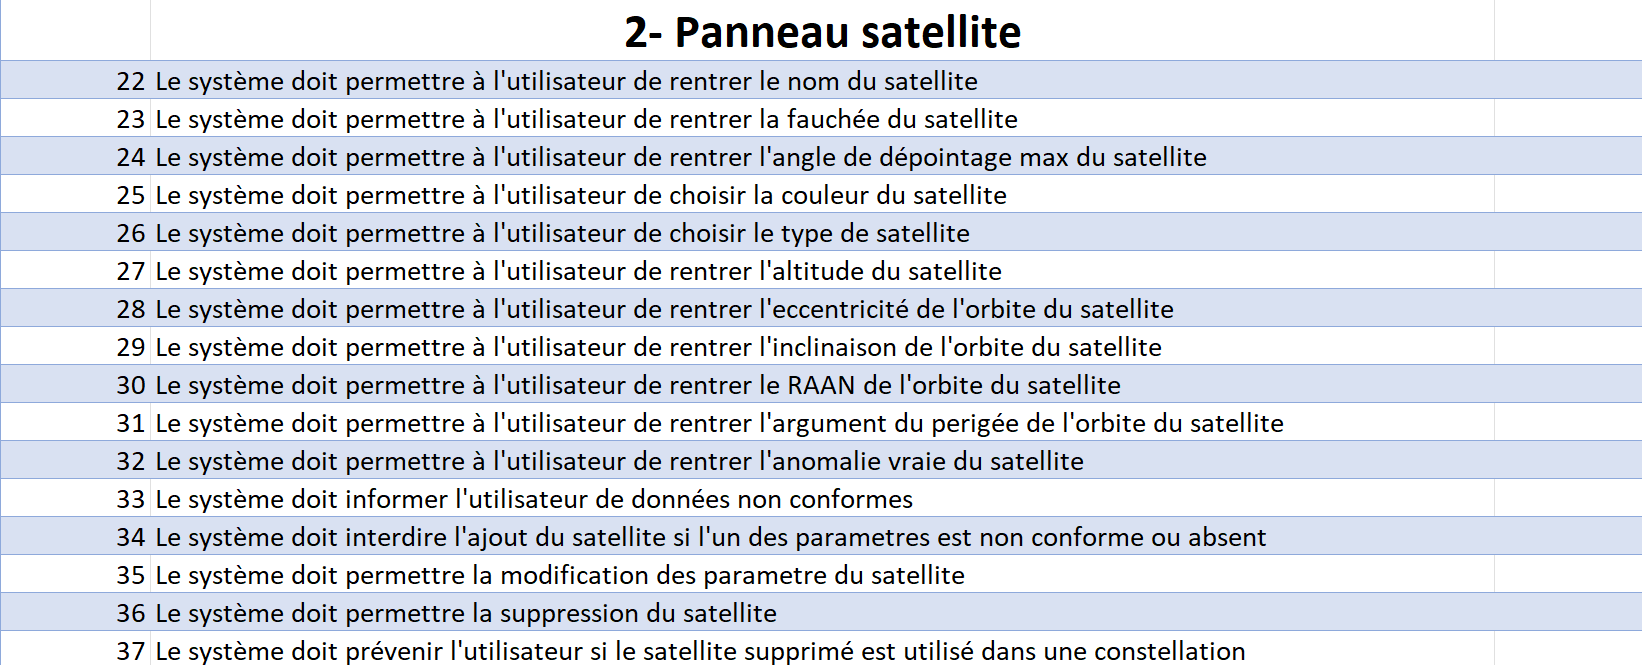 2- Panneau satellite
22 Le système doit permettre à l'utilisateur de rentrer le nom du satellite
23 Le système doit permettre à l'utilisateur de rentrer la fauchée du satellite
24 Le système doit permettre à l'utilisateur de rentrer l'angle de dépointage max du satellite
25 Le système doit permettre à l'utilisateur de choisir la couleur du satellite
26 Le système doit permettre à l'utilisateur de choisir le type de satellite
27 Le système doit permettre à l'utilisateur de rentrer l'altitude du satellite
28 Le système doit permettre à l'utilisateur de rentrer l'eccentricité de l'orbite du satellite
29 Le système doit permettre à l'utilisateur de rentrer l'inclinaison de l'orbite du satellite
30 Le système doit permettre à l'utilisateur de rentrer le RAAN de l'orbite du satellite
31 Le système doit permettre à l'utilisateur de rentrer l'argument du perigée de l'orbite du satellite
32 Le système doit permettre à l'utilisateur de rentrer l'anomalie vraie du satellite
33 Le système doit informer l'utilisateur de données non conformes
34 Le système doit interdire l'ajout du satellite si l'un des parametres est non conforme ou absent
35 Le système doit permettre la modification des parametre du satellite
36 Le système doit permettre la suppression du satellite
37 Le système doit prévenir l'utilisateur si le satellite supprimé est utilisé dans une constellation